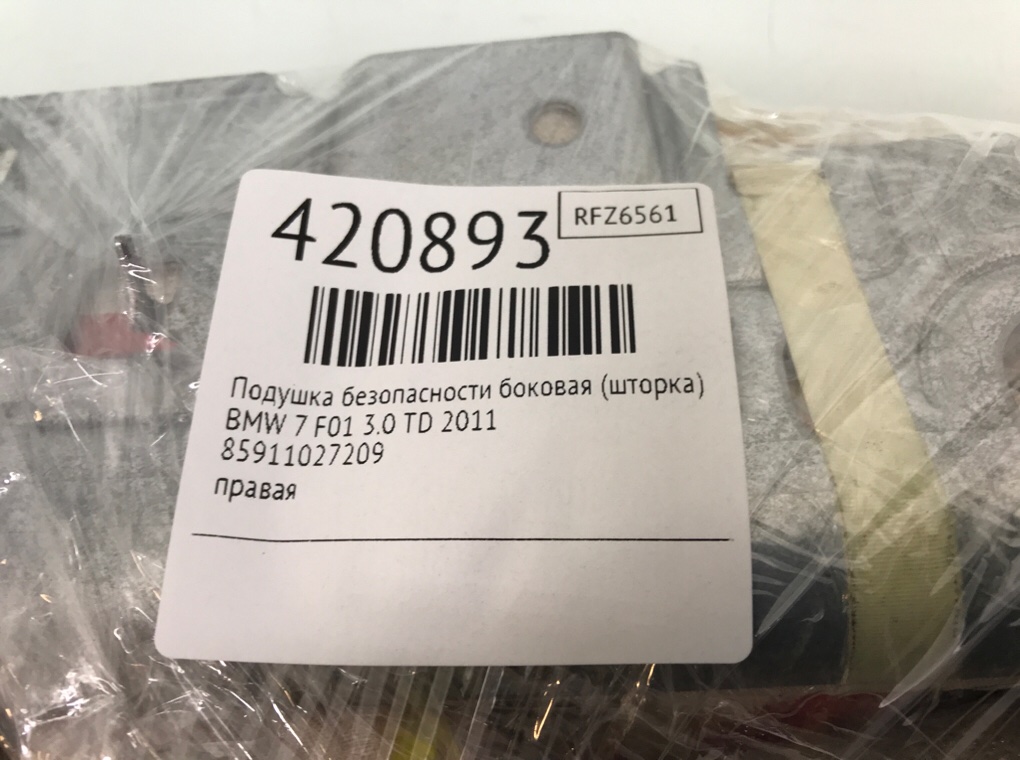 420893
RFZ6561
Подушка безопасности боковая (шторка)
BMW 7 F01 3.0 TD 2011
85911027209
правая